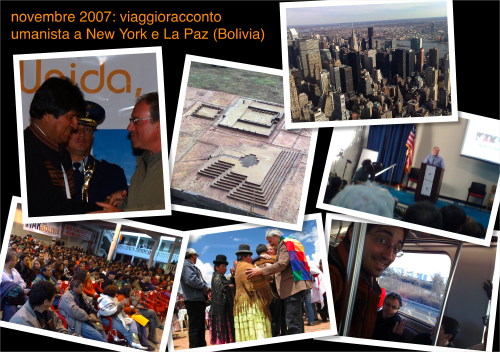 novembre 2007: viaggioracconto
umanista a New York e La Paz (Bolivia)
Unida,